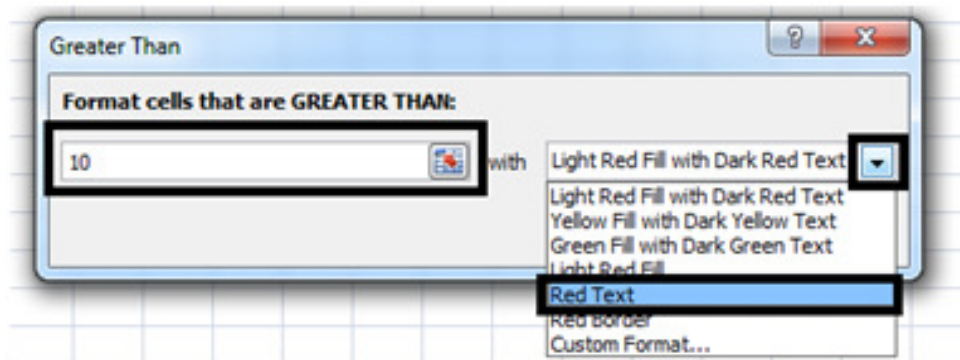 Greater Than
?
Format cells that are GREATER THAN:
10 with Light Red Fill with Dark Red Text
Light Red Fill with Dark Red Text
Yellow Fill with Dark Yellow Text
Green Fill with Dark Green Text
Light Red Fill
Red Text
Red Border
Custom Format...